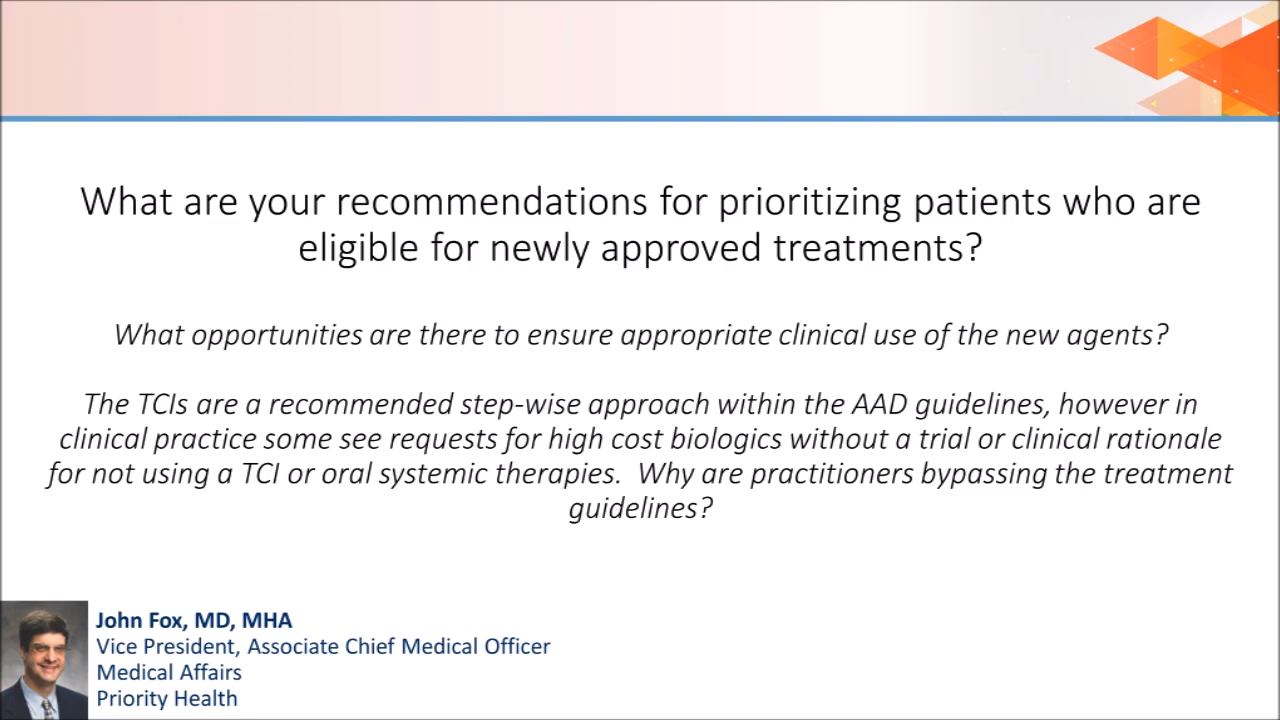 What are your recommendations for prioritizing patients who are
eligible for newly approved treatments?
What opportunities are there to ensure appropriate clinical use of the new agents?
The TCIs are a recommended step-wise approach within the AAD guidelines, however in
clinical practice some see requests for high cost biologics without a trial or clinical rationale
for not using a TCI or oral systemic therapies.  Why are practitioners bypassing the treatment
guidelines?
John Fox, MD, MHA
Vice President, Associate Chief Medical Officer
Medical Affairs
Priority Health